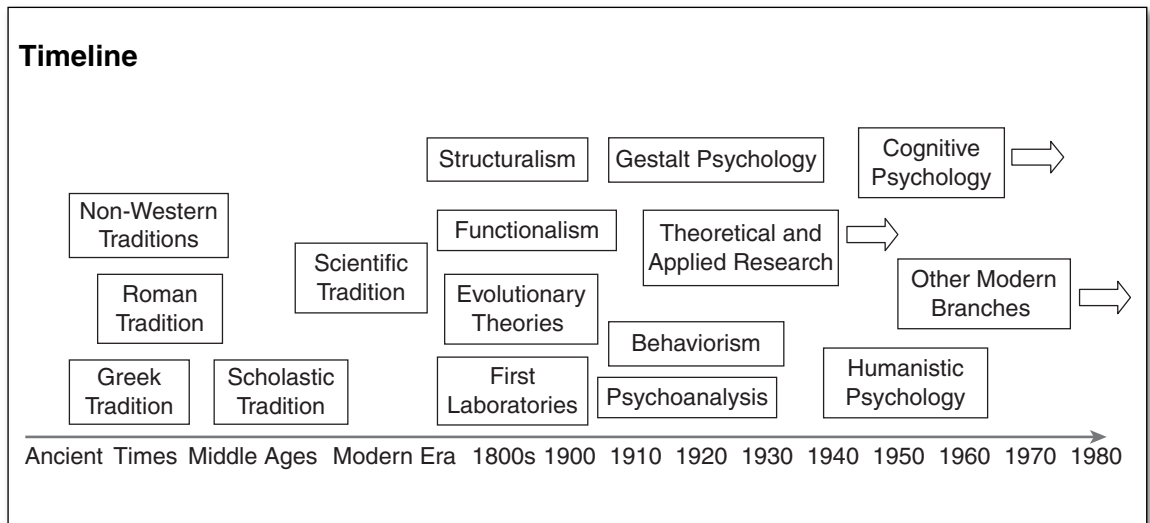 Timeline
Structuralism
Gestalt Psychology
Cognitive
Psychology
Non-Western
Traditions
Functionalism
Theoretical and
Applied Research
Scientific
Tradition
Other Modern
Branches
Roman
Tradition
Evolutionary
Theories
Behaviorism
Greek
Tradition
Scholastic
Tradition
First
Laboratories
Psychoanalysis
Humanistic
Psychology
Ancient Times Middle Ages Modern Era 1800s 1900 1910 1920 1930 1940 1950 1960 1970 1980